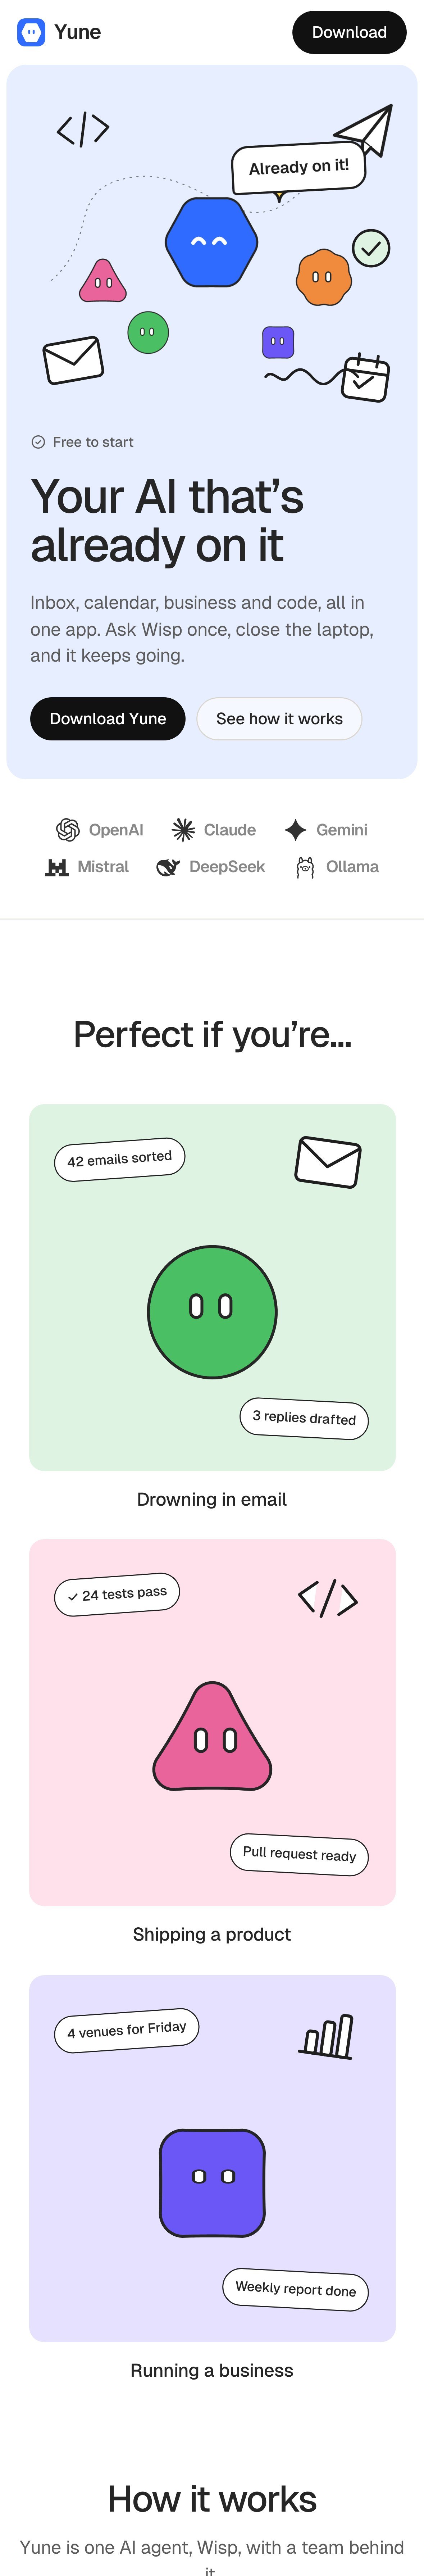 Yune
Download
Already on it!
Free to start
Your AI that’s
already on it
Inbox, calendar, business and code, all in
one app. Ask Wisp once, close the laptop,
and it keeps going.
Download Yune
See how it works
OpenAI
Claude
Gemini
Mistral
DeepSeek
Ollama
Perfect if you’re…
42 emails sorted
3 replies drafted
Drowning in email
24 tests pass
Pull request ready
Shipping a product
4 venues for Friday
Weekly report done
Running a business
How it works
Yune is one AI agent, Wisp, with a team behind
it